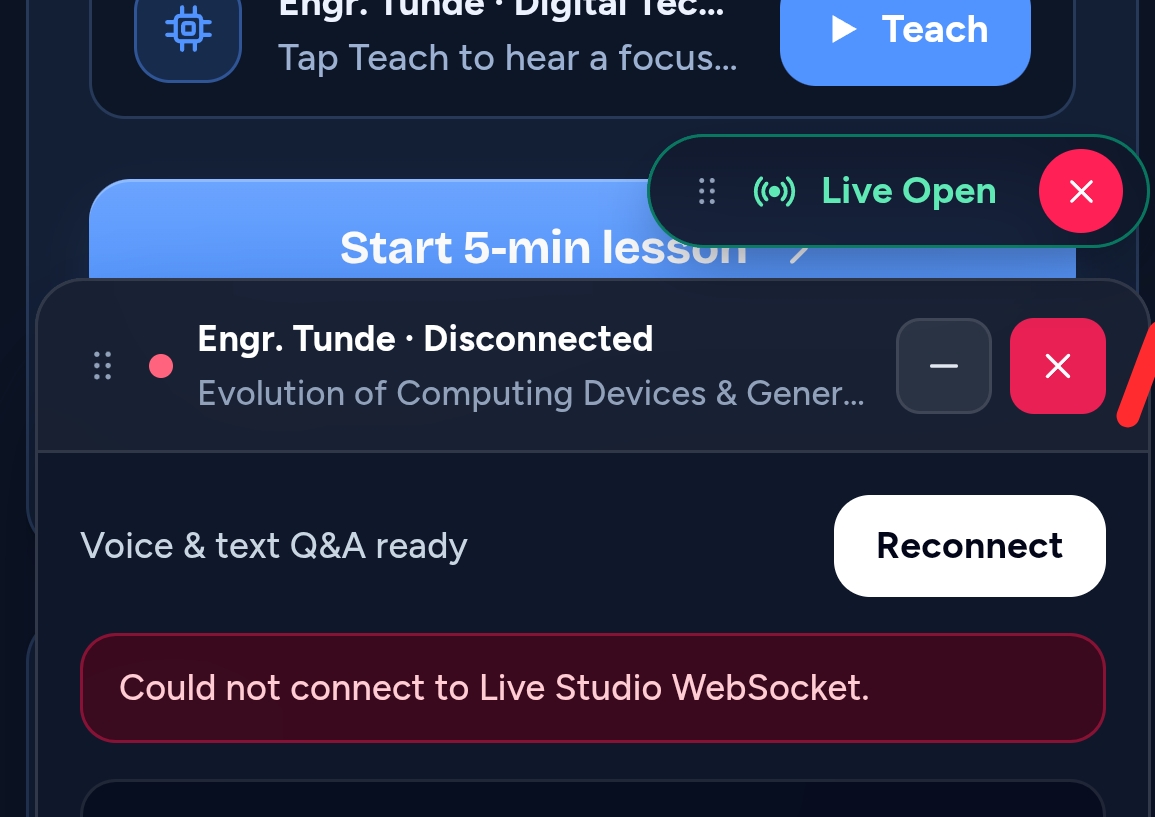 Engr. Tunde · Digital Tec...
Tap Teach to hear a focus...
Teach
Live Open
Start 5-min lesson
Engr. Tunde · Disconnected
Evolution of Computing Devices & Gener...
Voice & text Q&A ready
Reconnect
Could not connect to Live Studio WebSocket.